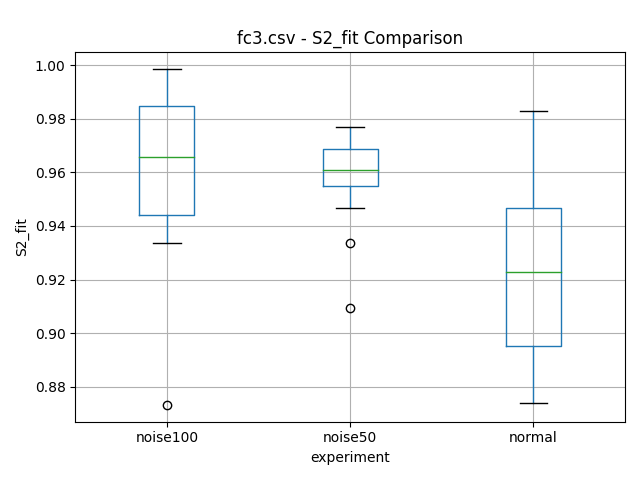 fc3.csv - S2_fit Comparison
1.00
0.98
0.96
0.94
0.92
0.90
0.88
S2_fit
noise100
noise50
normal
experiment